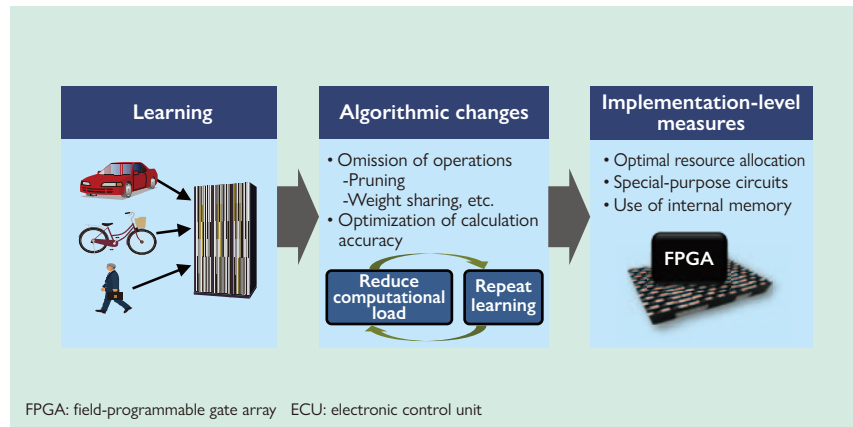 Learning
Algorithmic changes
• Omission of operations
-Pruning
-Weight sharing, etc.
• Optimization of calculation
accuracy
Reduce
computational
load
Repeat
learning
Implementation-level
measures
• Optimal resource allocation
• Special-purpose circuits
• Use of internal memory
FPGA
FPGA: field-programmable gate array ECU: electronic control unit